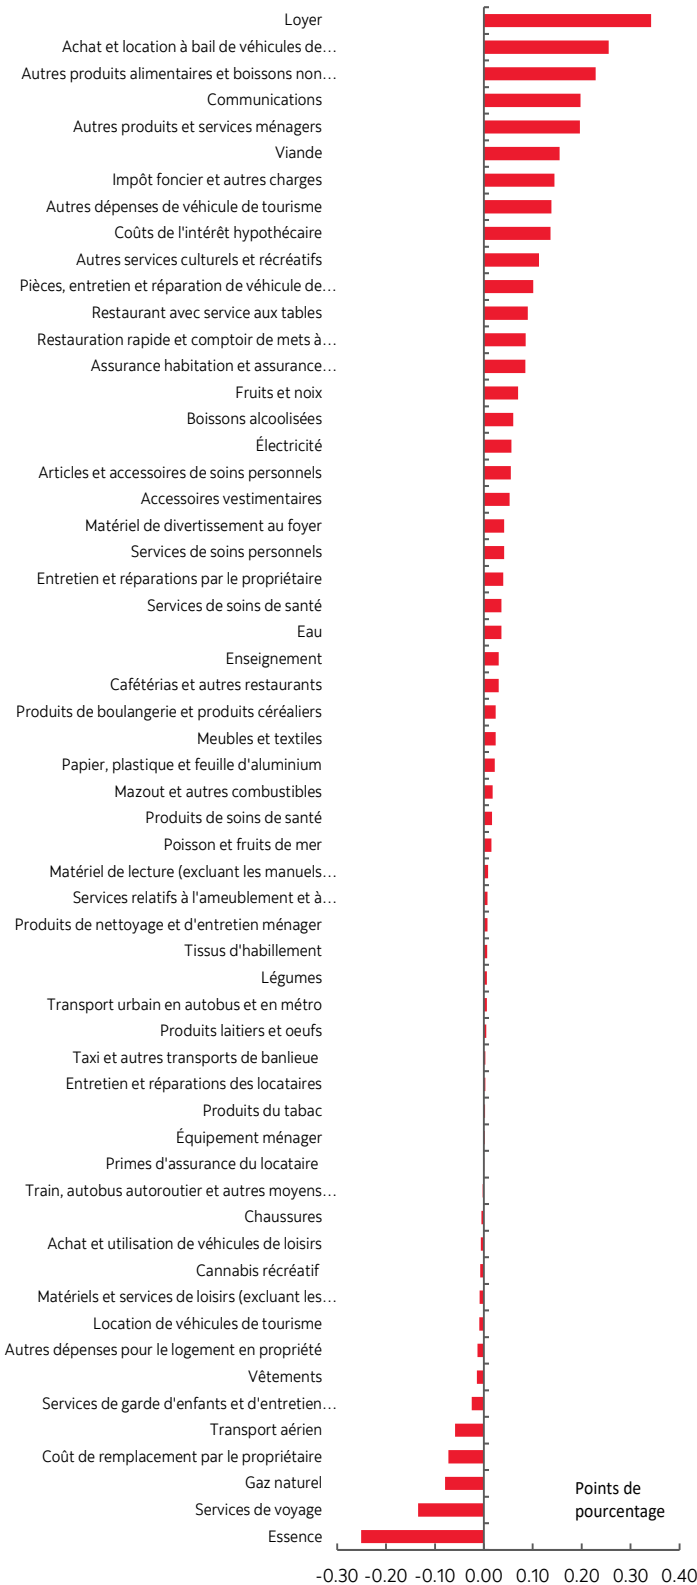 Loyer
Achat et location à bail de véhicules de…
Autres produits alimentaires et boissons non…
Communications
Autres produits et services ménagers
Viande
Impôt foncier et autres charges
Autres dépenses de véhicule de tourisme
Coûts de l'intérêt hypothécaire
Autres services culturels et récréatifs
Pièces, entretien et réparation de véhicule de…
Restaurant avec service aux tables
Restauration rapide et comptoir de mets à…
Assurance habitation et assurance…
Fruits et noix
Boissons alcoolisées
Électricité
Articles et accessoires de soins personnels
Accessoires vestimentaires
Matériel de divertissement au foyer
Services de soins personnels
Entretien et réparations par le propriétaire
Services de soins de santé
Eau
Enseignement
Cafétérias et autres restaurants
Produits de boulangerie et produits céréaliers
Meubles et textiles
Papier, plastique et feuille d'aluminium
Mazout et autres combustibles
Produits de soins de santé
Poisson et fruits de mer
Matériel de lecture (excluant les manuels…
Services relatifs à l'ameublement et à…
Produits de nettoyage et d'entretien ménager
Tissus d'habillement
Légumes
Transport urbain en autobus et en métro
Produits laitiers et oeufs
Taxi et autres transports de banlieue
Entretien et réparations des locataires
Produits du tabac
Équipement ménager
Primes d'assurance du locataire
Train, autobus autoroutier et autres moyens…
Chaussures
Achat et utilisation de véhicules de loisirs
Cannabis récréatif
Matériels et services de loisirs (excluant les…
Location de véhicules de tourisme
Autres dépenses pour le logement en propriété
Vêtements
Services de garde d'enfants et d'entretien…
Transport aérien
Coût de remplacement par le propriétaire
Gaz naturel
Services de voyage
Essence
Points de
pourcentage
-0.30 -0.20 -0.10 0.00 0.10 0.20 0.30 0.40